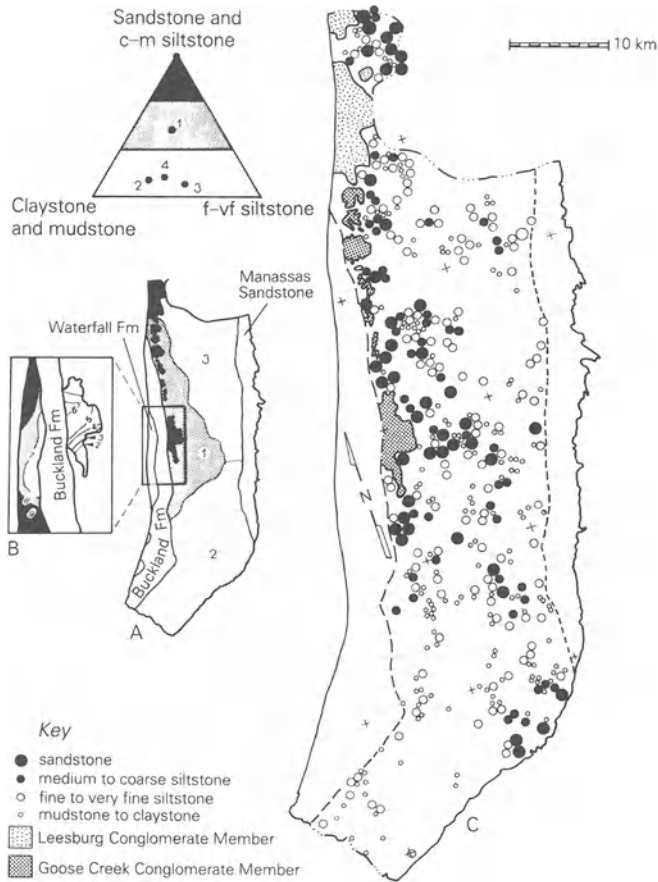 Sandstone and
c–m siltstone
10 km
1
4
2
3
Claystone
and mudstone
f–vf siltstone
Manassas
Sandstone
Waterfall Fm
3
1
2
Buckland Fm
A
Buckland Fm
B
N
C
Key
sandstone
medium to coarse siltstone
fine to very fine siltstone
mudstone to claystone
Leesburg Conglomerate Member
Goose Creek Conglomerate Member